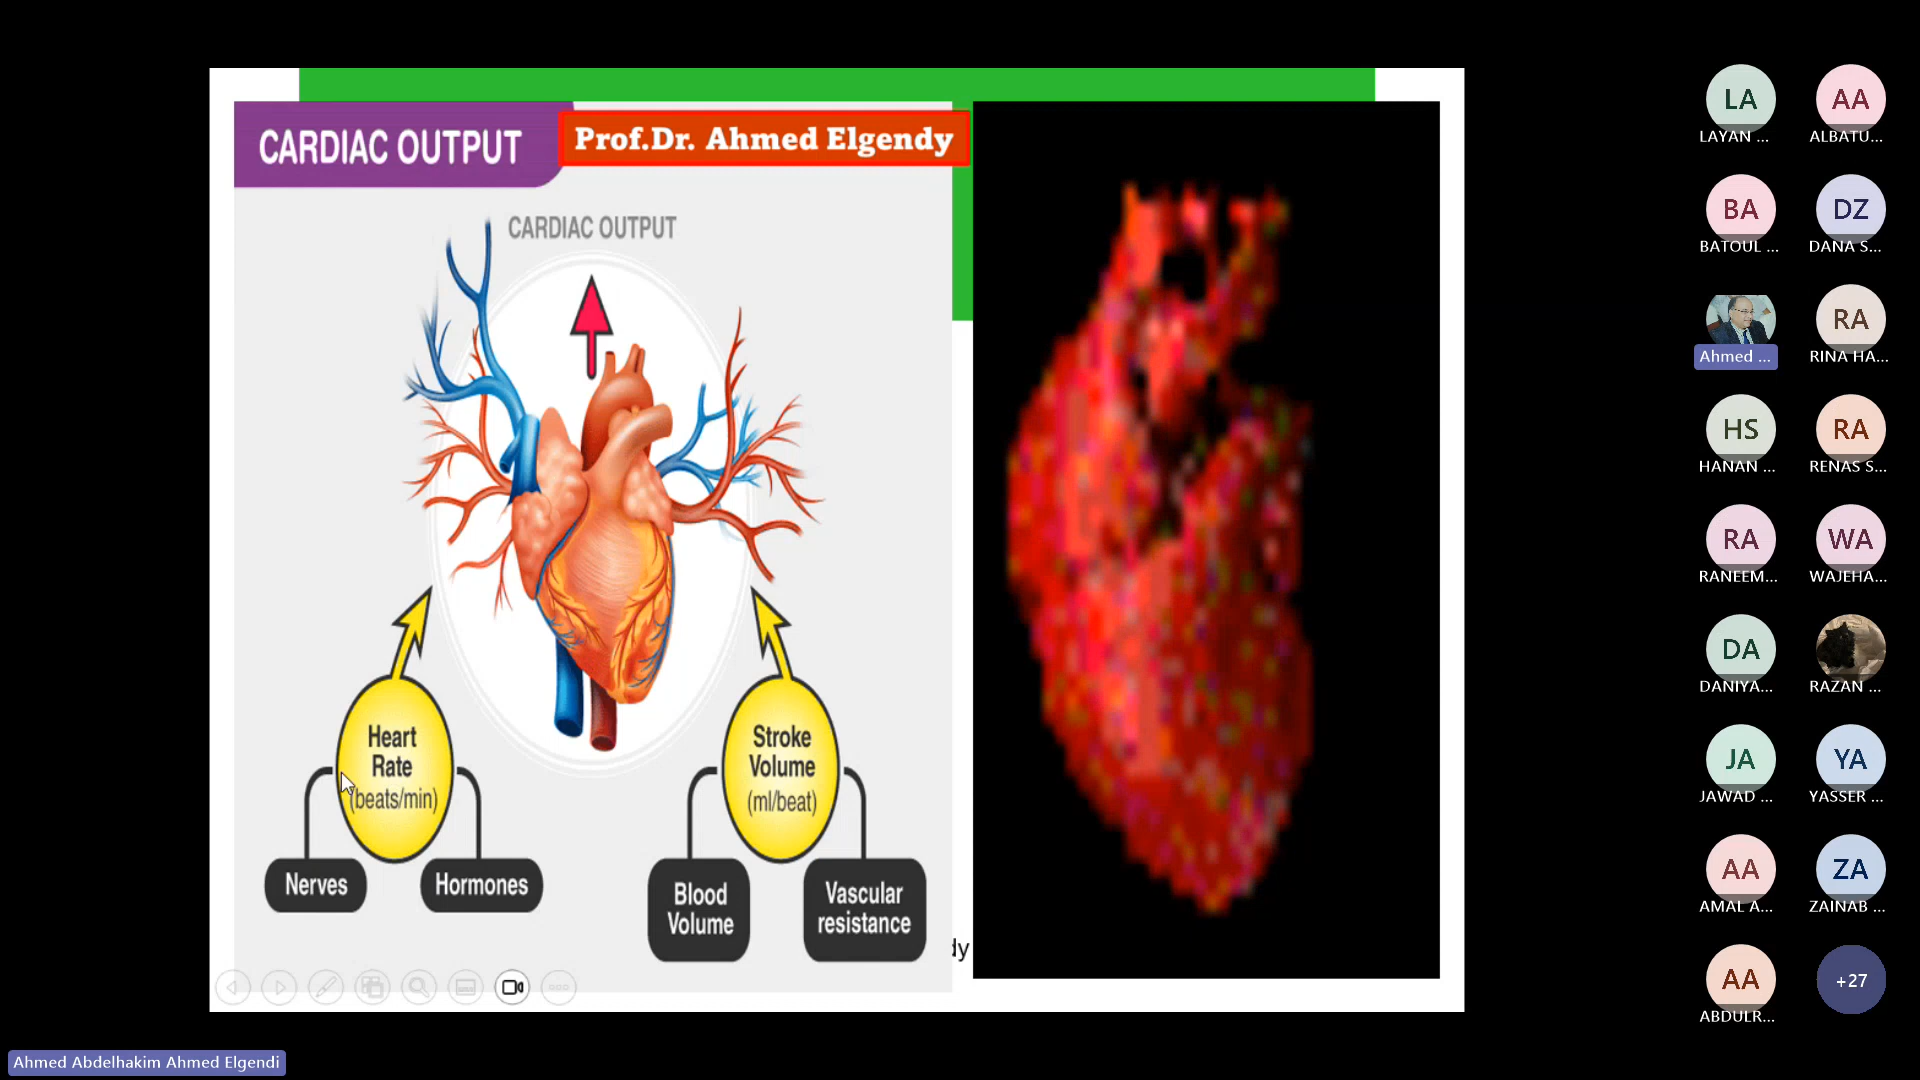 CARDIAC OUTPUT
Prof.Dr. Ahmed Elgendy
CARDIAC OUTPUT
Heart
Rate
(beats/min)
Stroke
Volume
(ml/beat)
Nerves
Hormones
Blood
Volume
Vascular
resistance
dy
LA
LAYAN ...
AA
ALBATU...
BA
BATOUL ...
DZ
DANA S...
Ahmed ...
RA
RINA HA...
HS
HANAN ...
RA
RENAS S...
RA
RANEEM...
WA
WAJEHA...
DA
DANIYA...
RAZAN ...
JA
JAWAD ...
YA
YASSER ...
AA
AMAL A...
ZA
ZAINAB ...
AA
ABDULR...
+27
Ahmed Abdelhakim Ahmed Elgendi